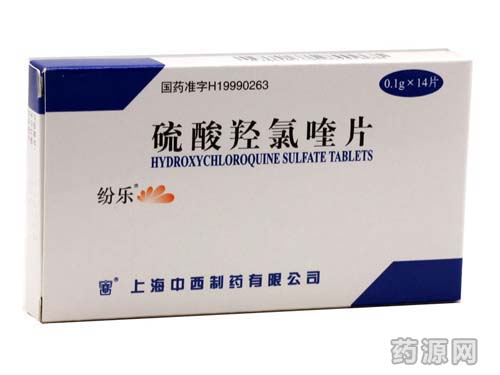 国药准字H19990263
0.1g×14片
硫酸羟氯喹片
HYDROXYCHLOROQUINE SULFATE TABLETS
纷乐®
上海中西制药有限公司
药源网